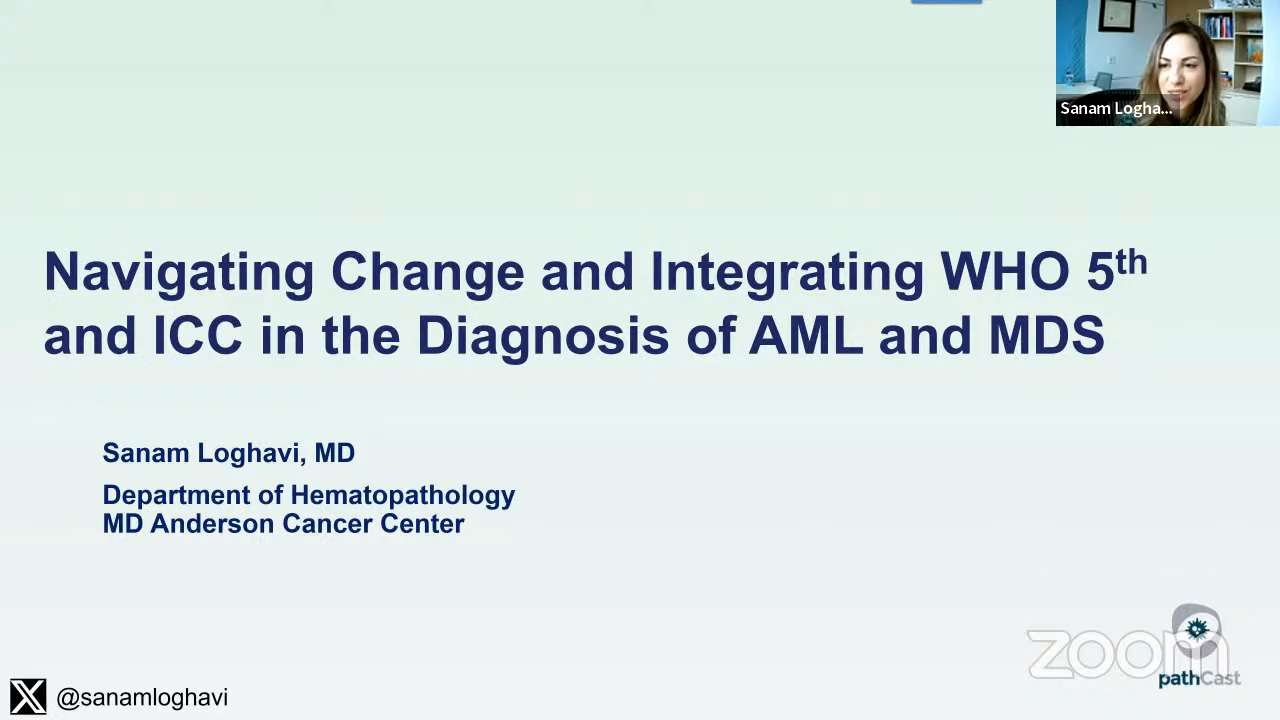 Sanam Logha...
Navigating Change and Integrating WHO 5th
and ICC in the Diagnosis of AML and MDS
Sanam Loghavi, MD
Department of Hematopathology
MD Anderson Cancer Center
zoom
pathCast
@sanamloghavi